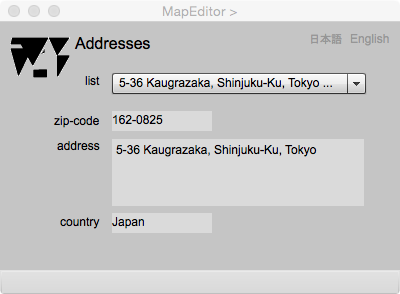 MapEditor >
Addresses
日本語 English
list
5-36 Kaugrazaka, Shinjuku-Ku, Tokyo ...
zip-code
162-0825
address
5-36 Kaugrazaka, Shinjuku-Ku, Tokyo
country
Japan